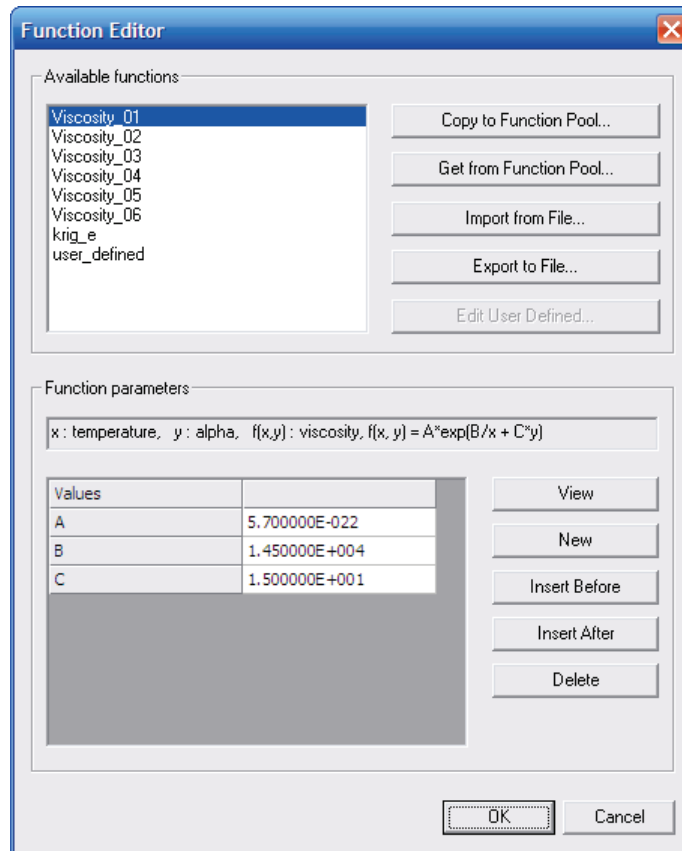 Function Editor
Available functions
Viscosity_01
Viscosity_02
Viscosity_03
Viscosity_04
Viscosity_05
Viscosity_06
krig_e
user_defined
Copy to Function Pool...
Get from Function Pool...
Import from File...
Export to File...
Edit User Defined...
Function parameters
x : temperature, y : alpha, f(x,y) : viscosity, f(x, y) = A*exp(B/x + C*y)
Values
A 5.700000E-022
B 1.450000E+004
C 1.500000E+001
View
New
Insert Before
Insert After
Delete
OK Cancel